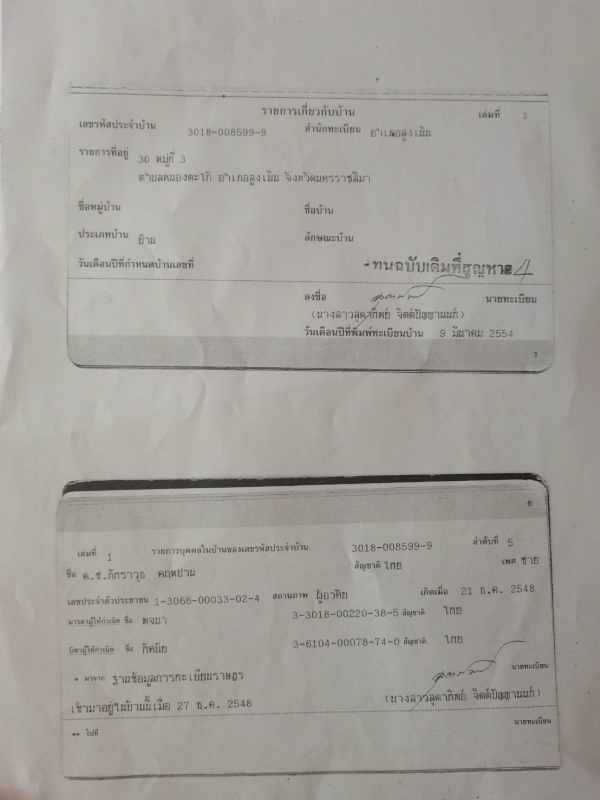 รายการเกี่ยวกับบ้าน เล่มที่ 1
เลขรหัสประจำบ้าน 3018-008599-9 สำนักทะเบียน อำเภอสูงเนิน
รายการที่อยู่ 30 หมู่ที่ 3
ตำบลหนองตะไก้ อำเภอสูงเนิน จังหวัดนครราชสีมา
ชื่อหมู่บ้าน ชื่อบ้าน
ประเภทบ้าน บ้าน ลักษณะบ้าน
วันเดือนปีที่กำหนดบ้านเลขที่
แทนฉบับเดิมที่สูญหาย 4
ลงชื่อ นายทะเบียน
(นางสาวสุดาทิพย์ จิตต์ปัญญานนท์)
วันเดือนปีที่พิมพ์ทะเบียนบ้าน 9 มีนาคม 2554
6
เล่มที่ 1 รายการบุคคลในบ้านของเลขรหัสประจำบ้าน 3018-008599-9 ลำดับที่ 5
ชื่อ ด.ช.ภัทราวุธ สัญชาติ ไทย เพศ ชาย
เลขประจำตัวประชาชน 1-3066-00033-02-4 สถานภาพ ผู้อาศัย เกิดเมื่อ 21 ธ.ค. 2548
มารดาผู้ให้กำเนิด ชื่อ พจมา 3-3018-00220-38-5 สัญชาติ ไทย
บิดาผู้ให้กำเนิด ชื่อ ทัศนัย 3-6104-00078-74-0 สัญชาติ ไทย
* มาจาก ฐานข้อมูลการทะเบียนราษฎร นายทะเบียน
(นางสาวสุดาทิพย์ จิตต์ปัญญานนท์)
เข้ามาอยู่ในบ้านนี้เมื่อ 27 ธ.ค. 2548
** ไปที่ นายทะเบียน